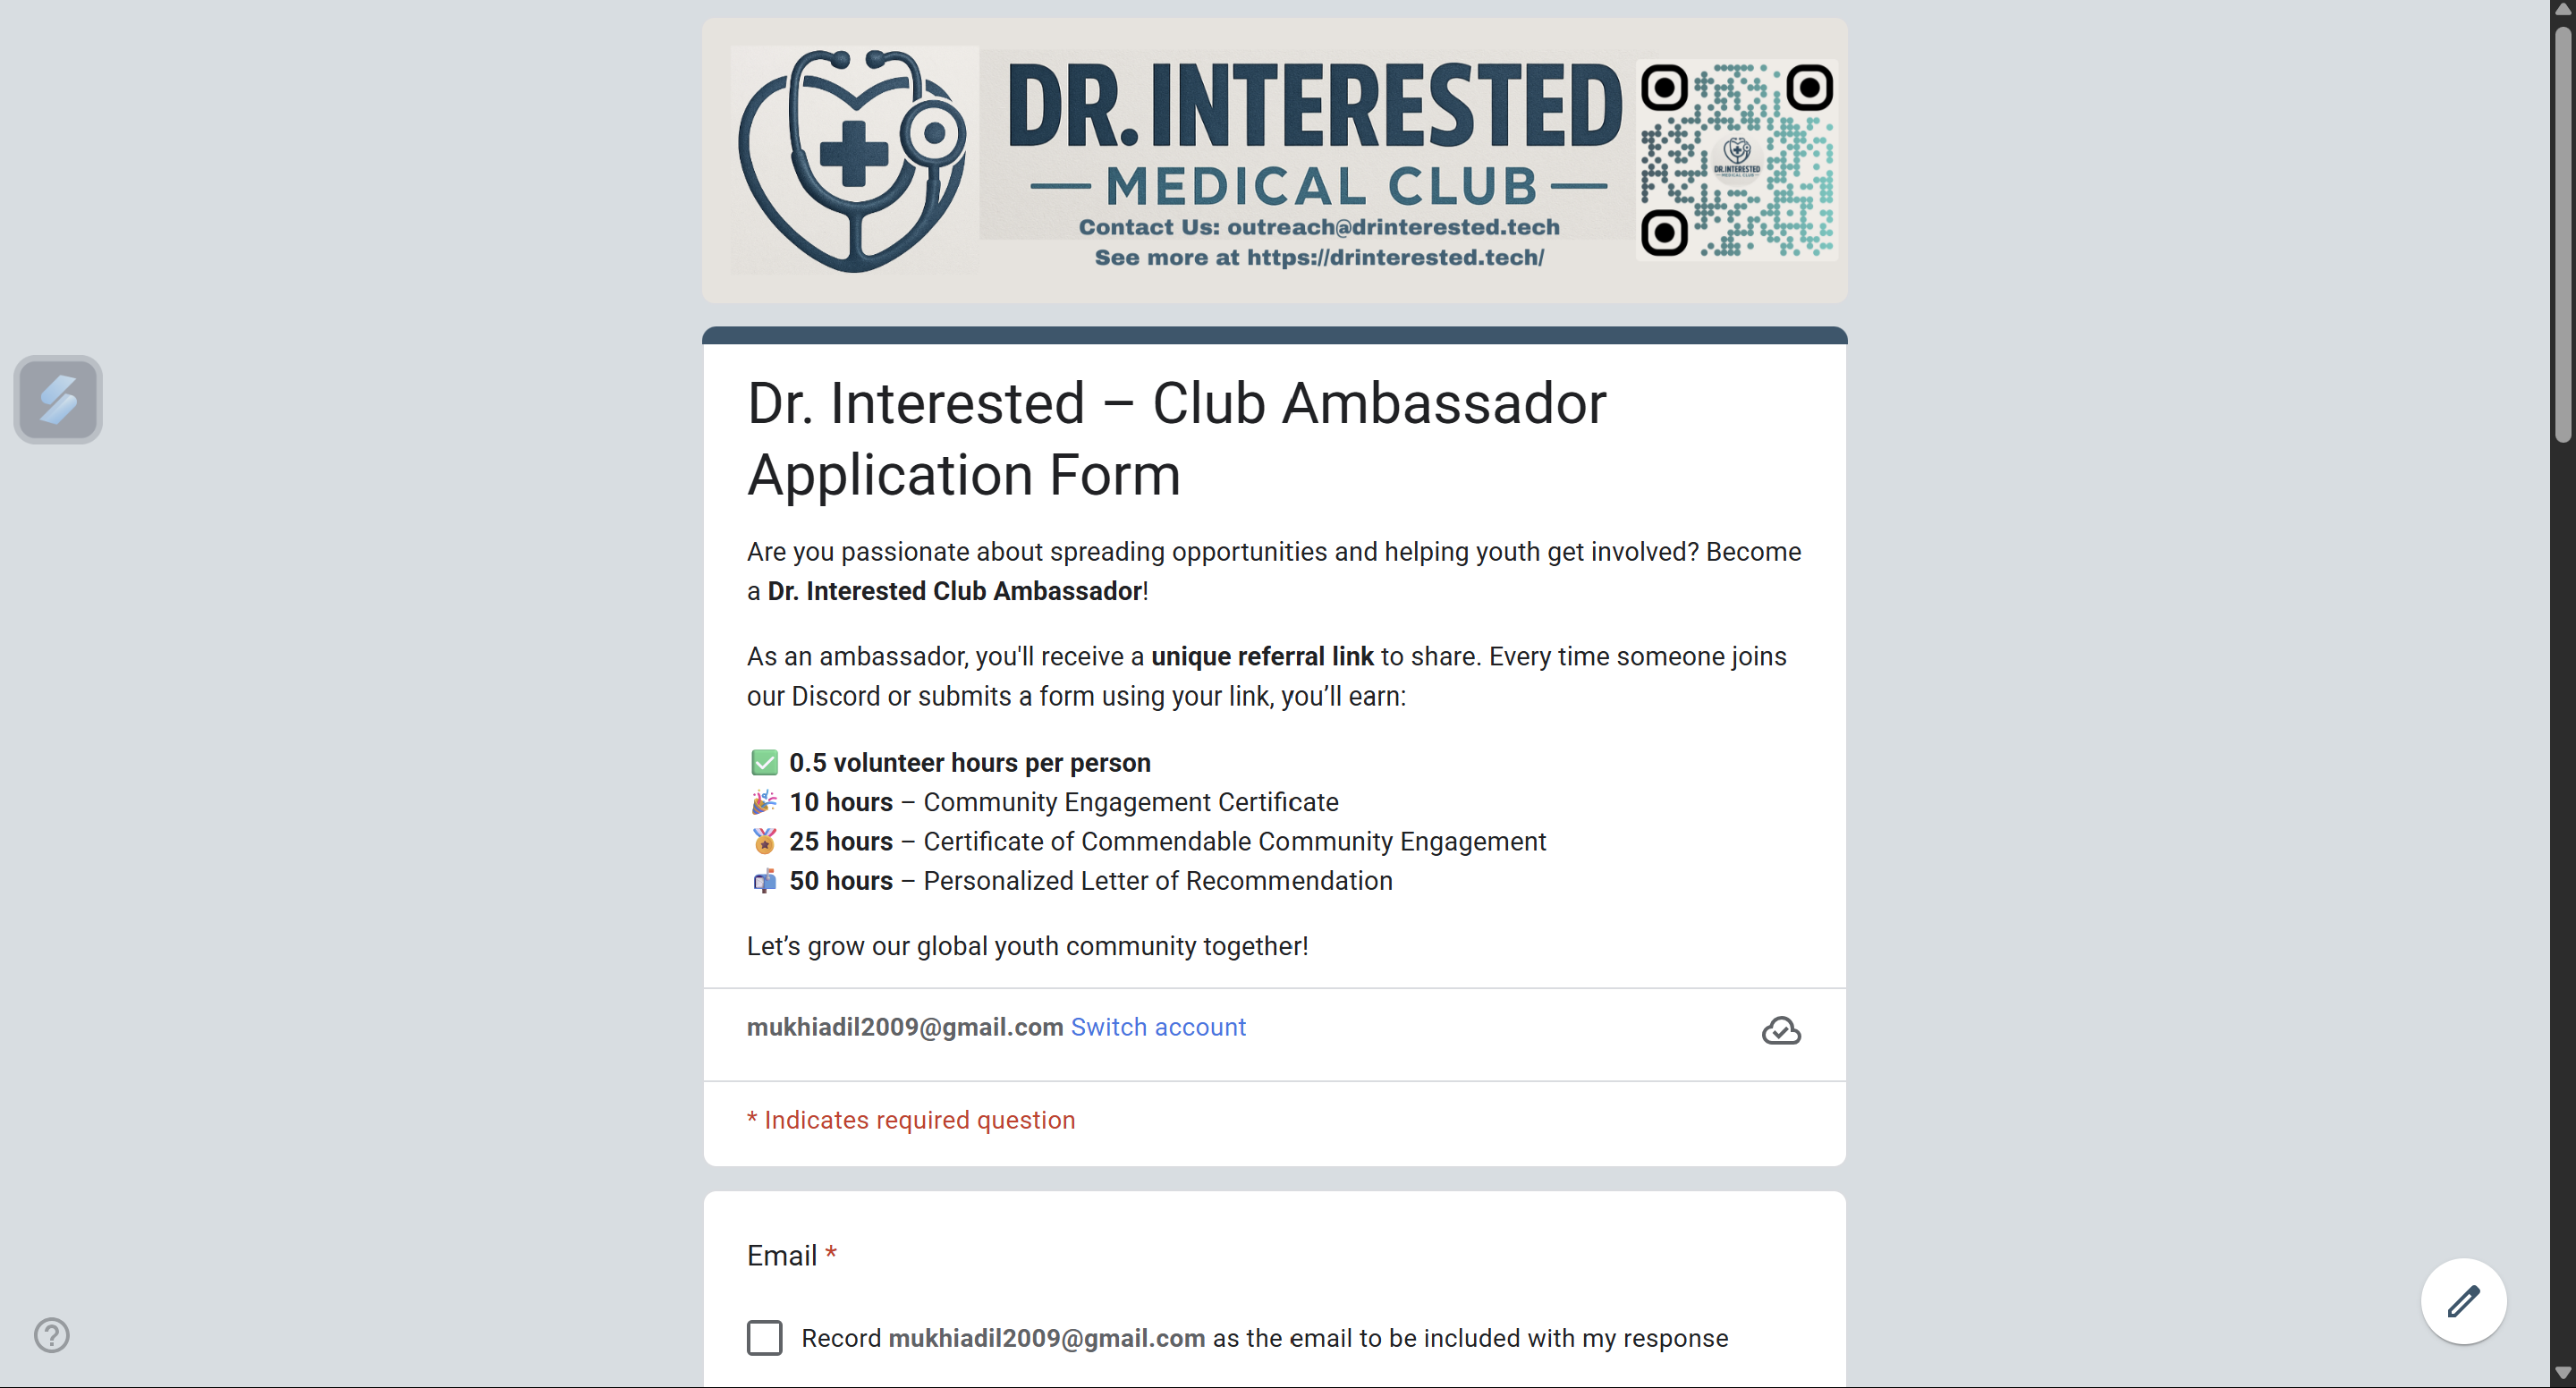 DR. INTERESTED
MEDICAL CLUB
Contact Us: outreach@drinterested.tech
See more at https://drinterested.tech/
DR.INTERESTED
MEDICAL CLUB
Dr. Interested – Club Ambassador
Application Form
Are you passionate about spreading opportunities and helping youth get involved? Become
a Dr. Interested Club Ambassador!
As an ambassador, you'll receive a unique referral link to share. Every time someone joins
our Discord or submits a form using your link, you’ll earn:
✅ 0.5 volunteer hours per person
🎉 10 hours – Community Engagement Certificate
🏅 25 hours – Certificate of Commendable Community Engagement
📬 50 hours – Personalized Letter of Recommendation
Let’s grow our global youth community together!
mukhiadil2009@gmail.com Switch account
* Indicates required question
Email *
Record mukhiadil2009@gmail.com as the email to be included with my response